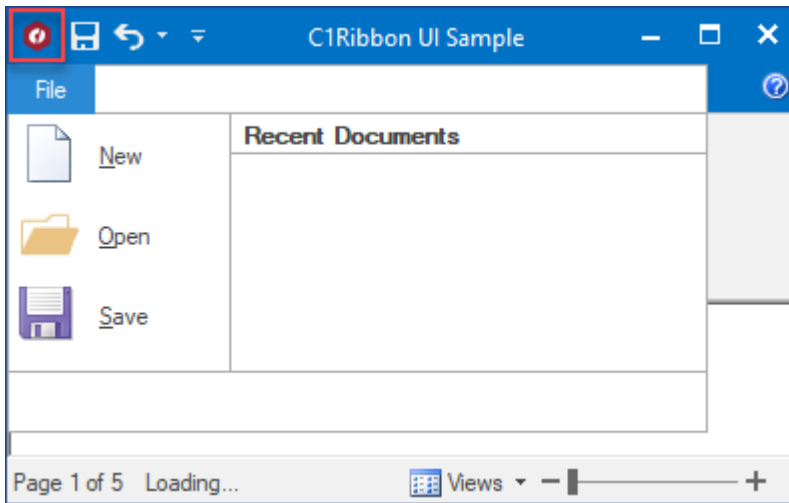 C1Ribbon UI Sample
File
Recent Documents
New
Open
Save
Page 1 of 5 Loading... Views